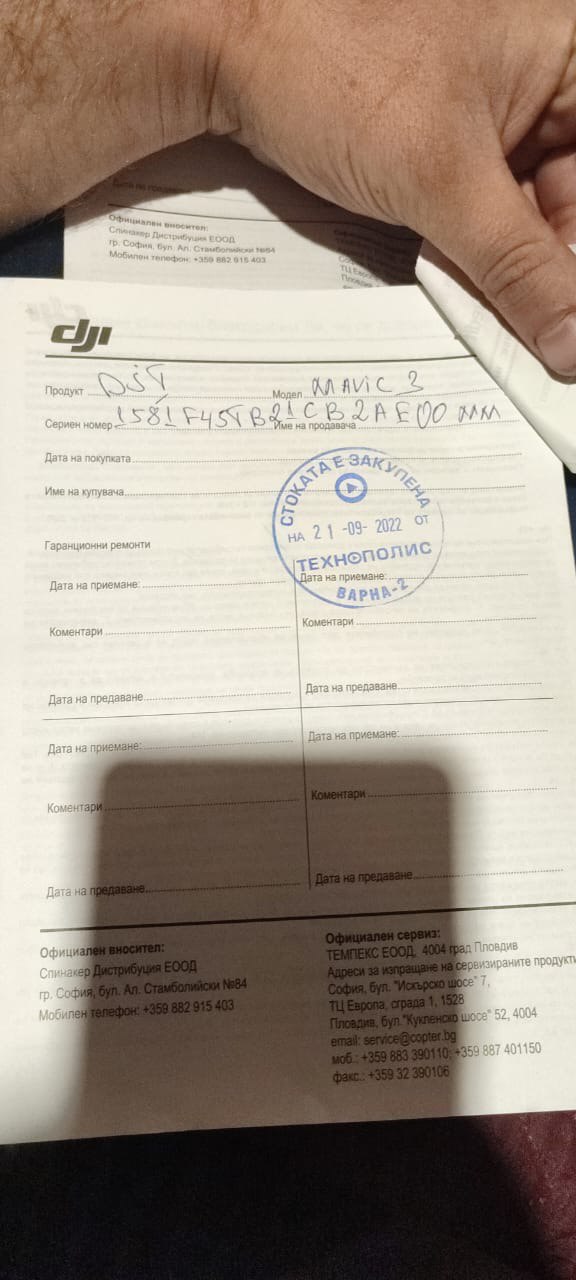 Дата на предаване
Официален вносител:
Спинакер Дистрибуция ЕООД
гр. София, бул. Ал. Стамболийски №84
Мобилен телефон: +359 882 915 403
dji
Продукт DJI Модел MAVIC 3
Сериен номер 1581F45TB21CB2AE00MM Име на продавача
Дата на покупката
Име на купувача
СТОКАТА Е ЗАКУПЕНА
НА 21-09-2022 ОТ
ТЕХНОПОЛИС
ВАРНА-2
Гаранционни ремонти
Дата на приемане: Дата на приемане:
Коментари Коментари
Дата на предаване Дата на предаване
Дата на приемане: Дата на приемане:
Коментари Коментари
Дата на предаване Дата на предаване
Официален вносител:
Спинакер Дистрибуция ЕООД
гр. София, бул. Ал. Стамболийски №84
Мобилен телефон: +359 882 915 403
Официален сервиз:
ТЕМПЕКС ЕООД, 4004 град Пловдив
Адреси за изпращане на сервизираните продукти
София, бул. "Искърско шосе" 7,
ТЦ Европа, сграда 1, 1528
Пловдив, бул."Кукленско шосе" 52, 4004
email: service@copter.bg
моб.: +359 883 390110; +359 887 401150
факс.: +359 32 390106